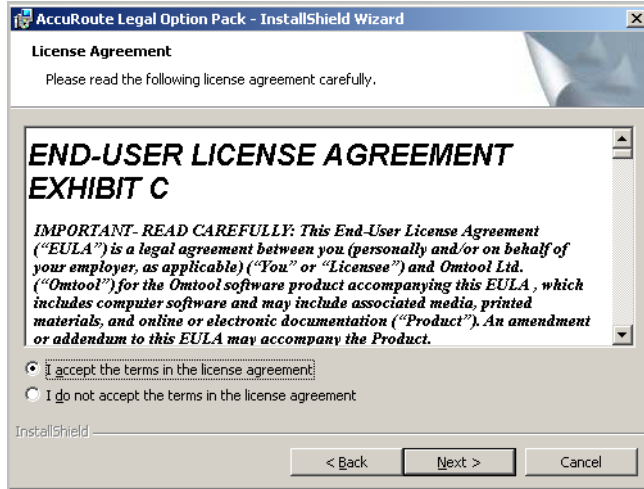 AccuRoute Legal Option Pack - InstallShield Wizard
License Agreement
Please read the following license agreement carefully.
END-USER LICENSE AGREEMENT
EXHIBIT C
IMPORTANT- READ CAREFULLY: This End-User License Agreement
(“EULA”) is a legal agreement between you (personally and/or on behalf of
your employer, as applicable) (“You” or “Licensee”) and Omtool Ltd.
(“Omtool”) for the Omtool software product accompanying this EULA , which
includes computer software and may include associated media, printed
materials, and online or electronic documentation (“Product”). An amendment
or addendum to this EULA may accompany the Product.
I accept the terms in the license agreement
I do not accept the terms in the license agreement
InstallShield
< Back
Next >
Cancel